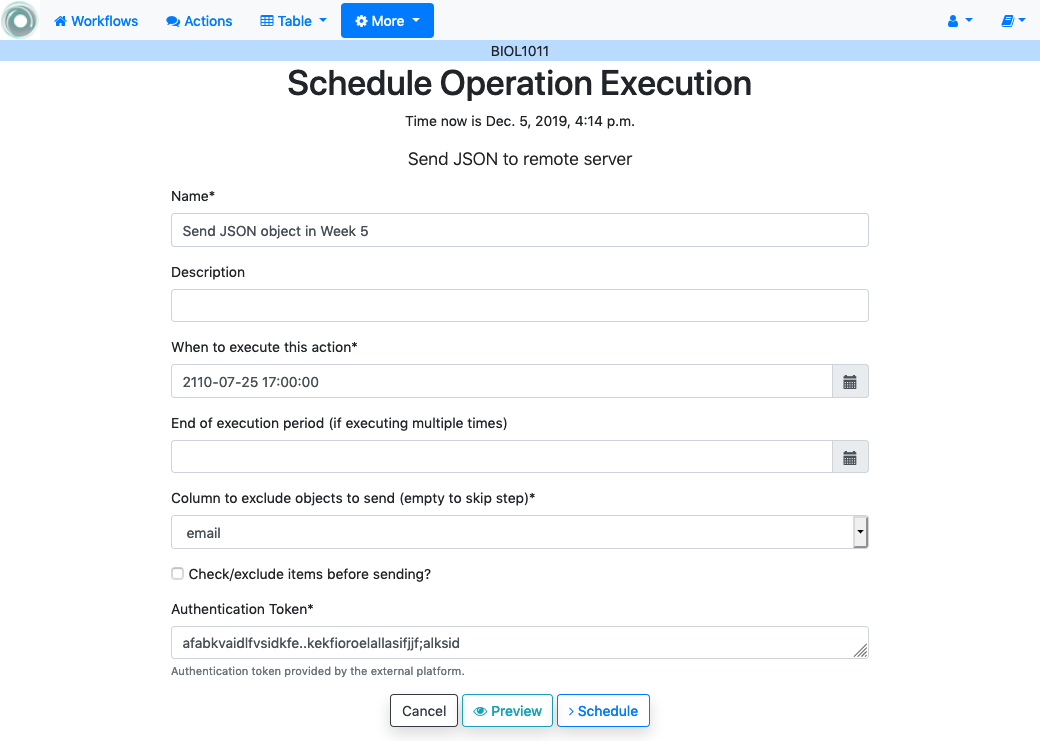 Workflows Actions Table More
BIOL1011
Schedule Operation Execution
Time now is Dec. 5, 2019, 4:14 p.m.
Send JSON to remote server
Name*
Send JSON object in Week 5
Description
When to execute this action*
2110-07-25 17:00:00
End of execution period (if executing multiple times)
Column to exclude objects to send (empty to skip step)*
email
Check/exclude items before sending?
Authentication Token*
afabkvaidlfvsidkfe..kekfioroelallasifjjf;alksid
Authentication token provided by the external platform.
Cancel Preview Schedule